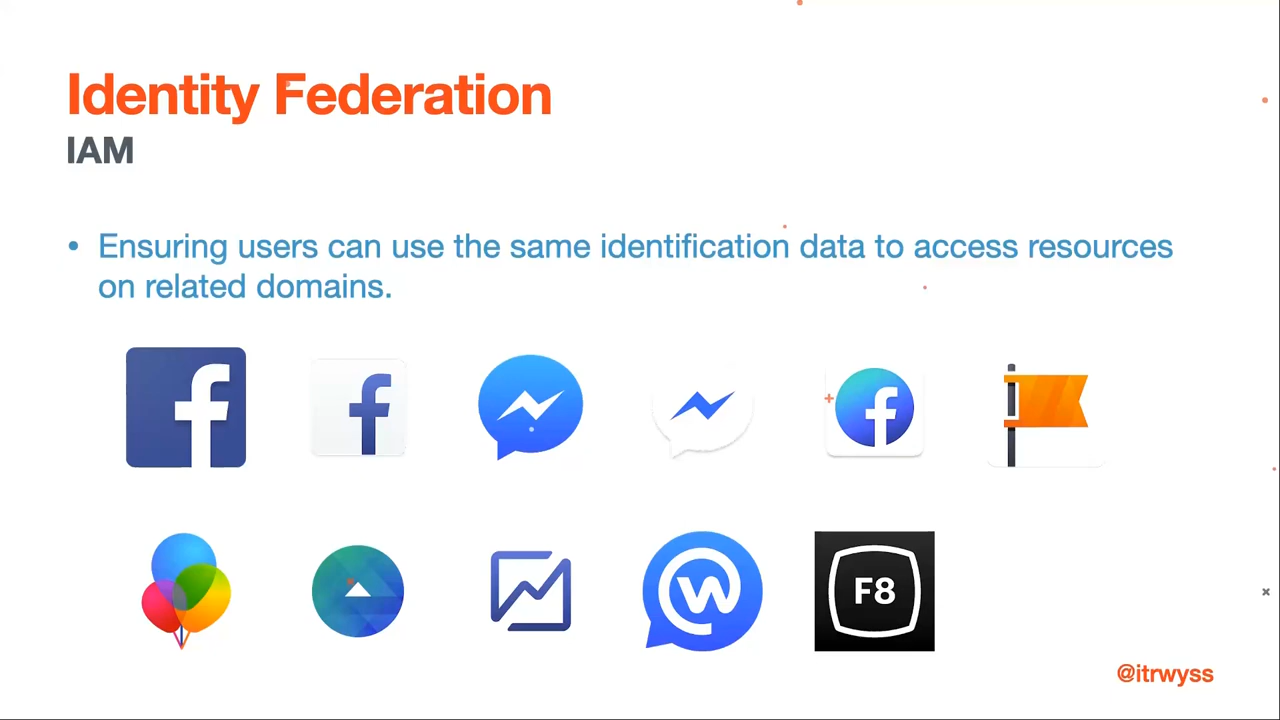 Identity Federation
IAM
• Ensuring users can use the same identification data to access resources
on related domains.
F8
@itrwyss